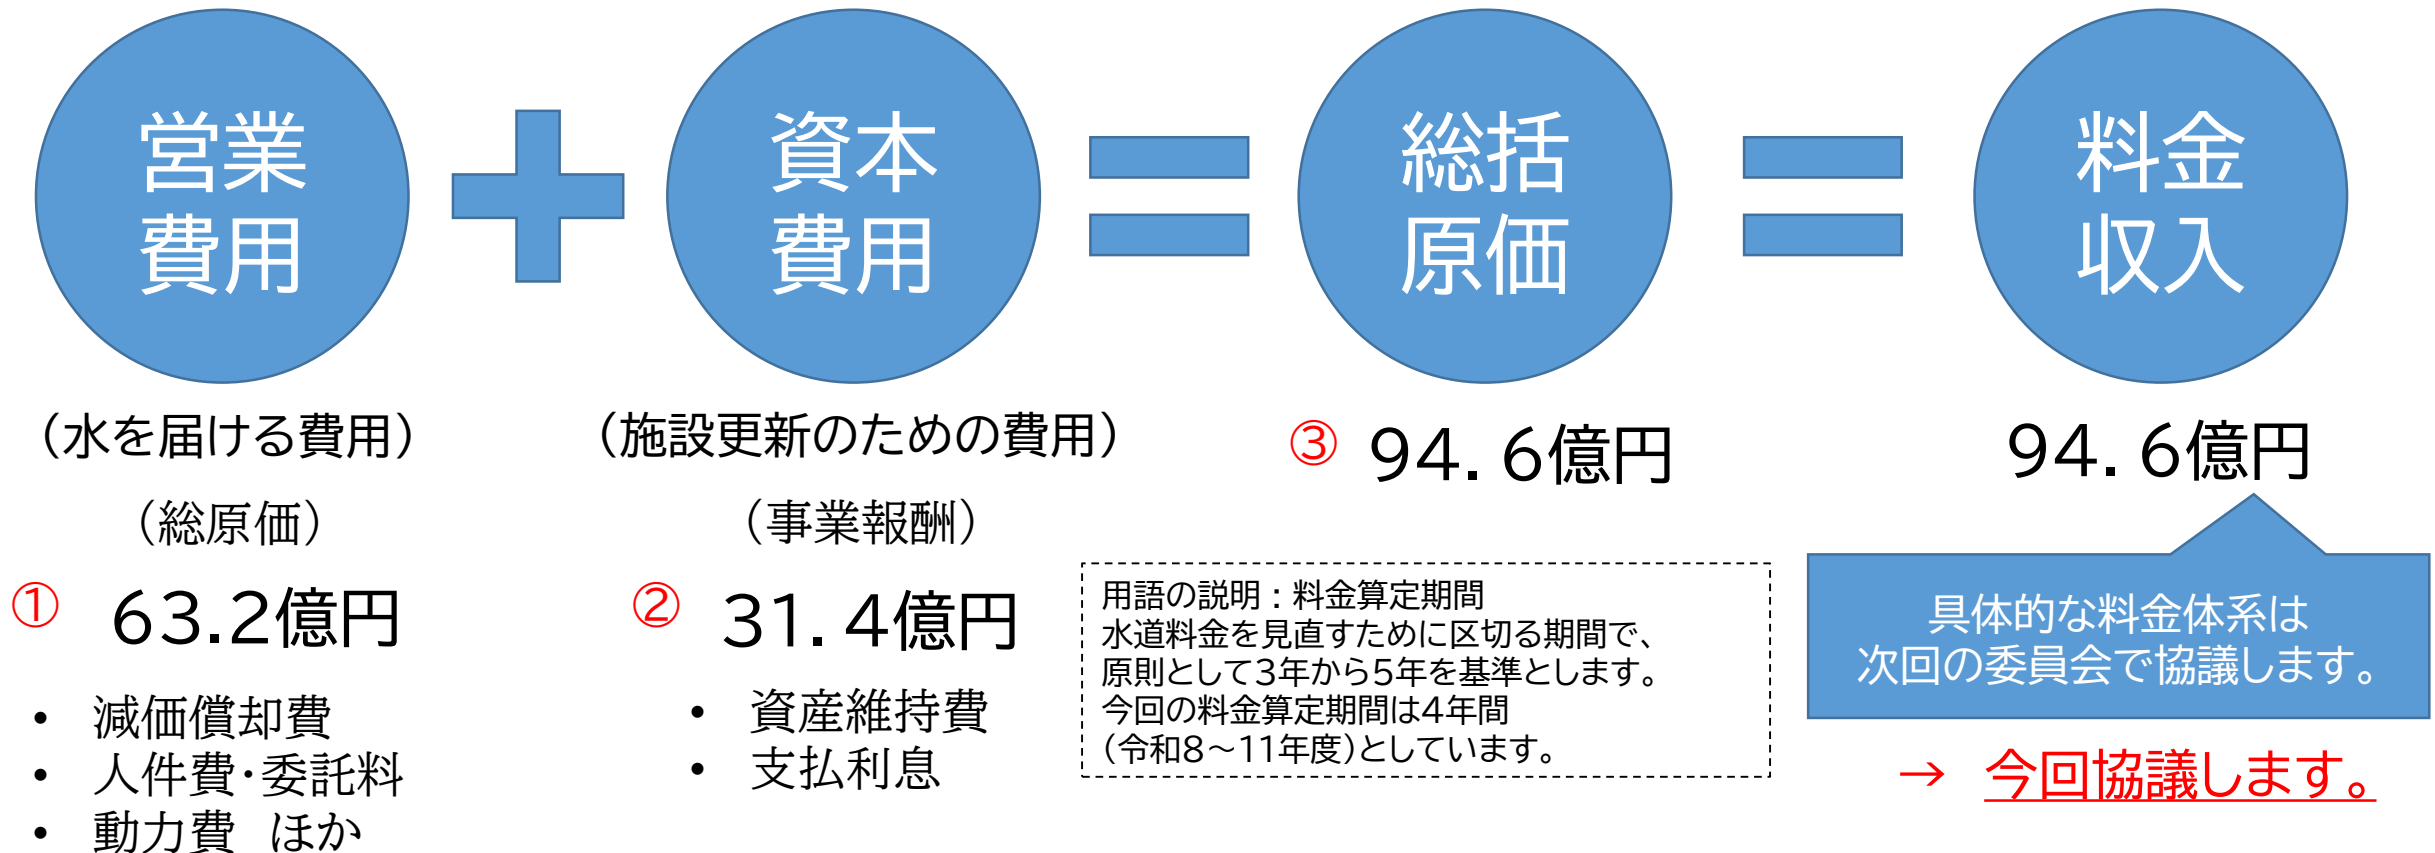 営業
費用
資本
費用
総括
原価
料金
収入
（水を届ける費用）
（総原価）
① 63.2億円
• 減価償却費
• 人件費・委託料
• 動力費 ほか
（施設更新のための費用）
（事業報酬）
② 31.4億円
• 資産維持費
• 支払利息
③ 94.6億円
用語の説明：料金算定期間
水道料金を見直すために区切る期間で、
原則として3年から5年を基準とします。
今回の料金算定期間は4年間
（令和8～11年度）としています。
94.6億円
具体的な料金体系は
次回の委員会で協議します。
→ 今回協議します。